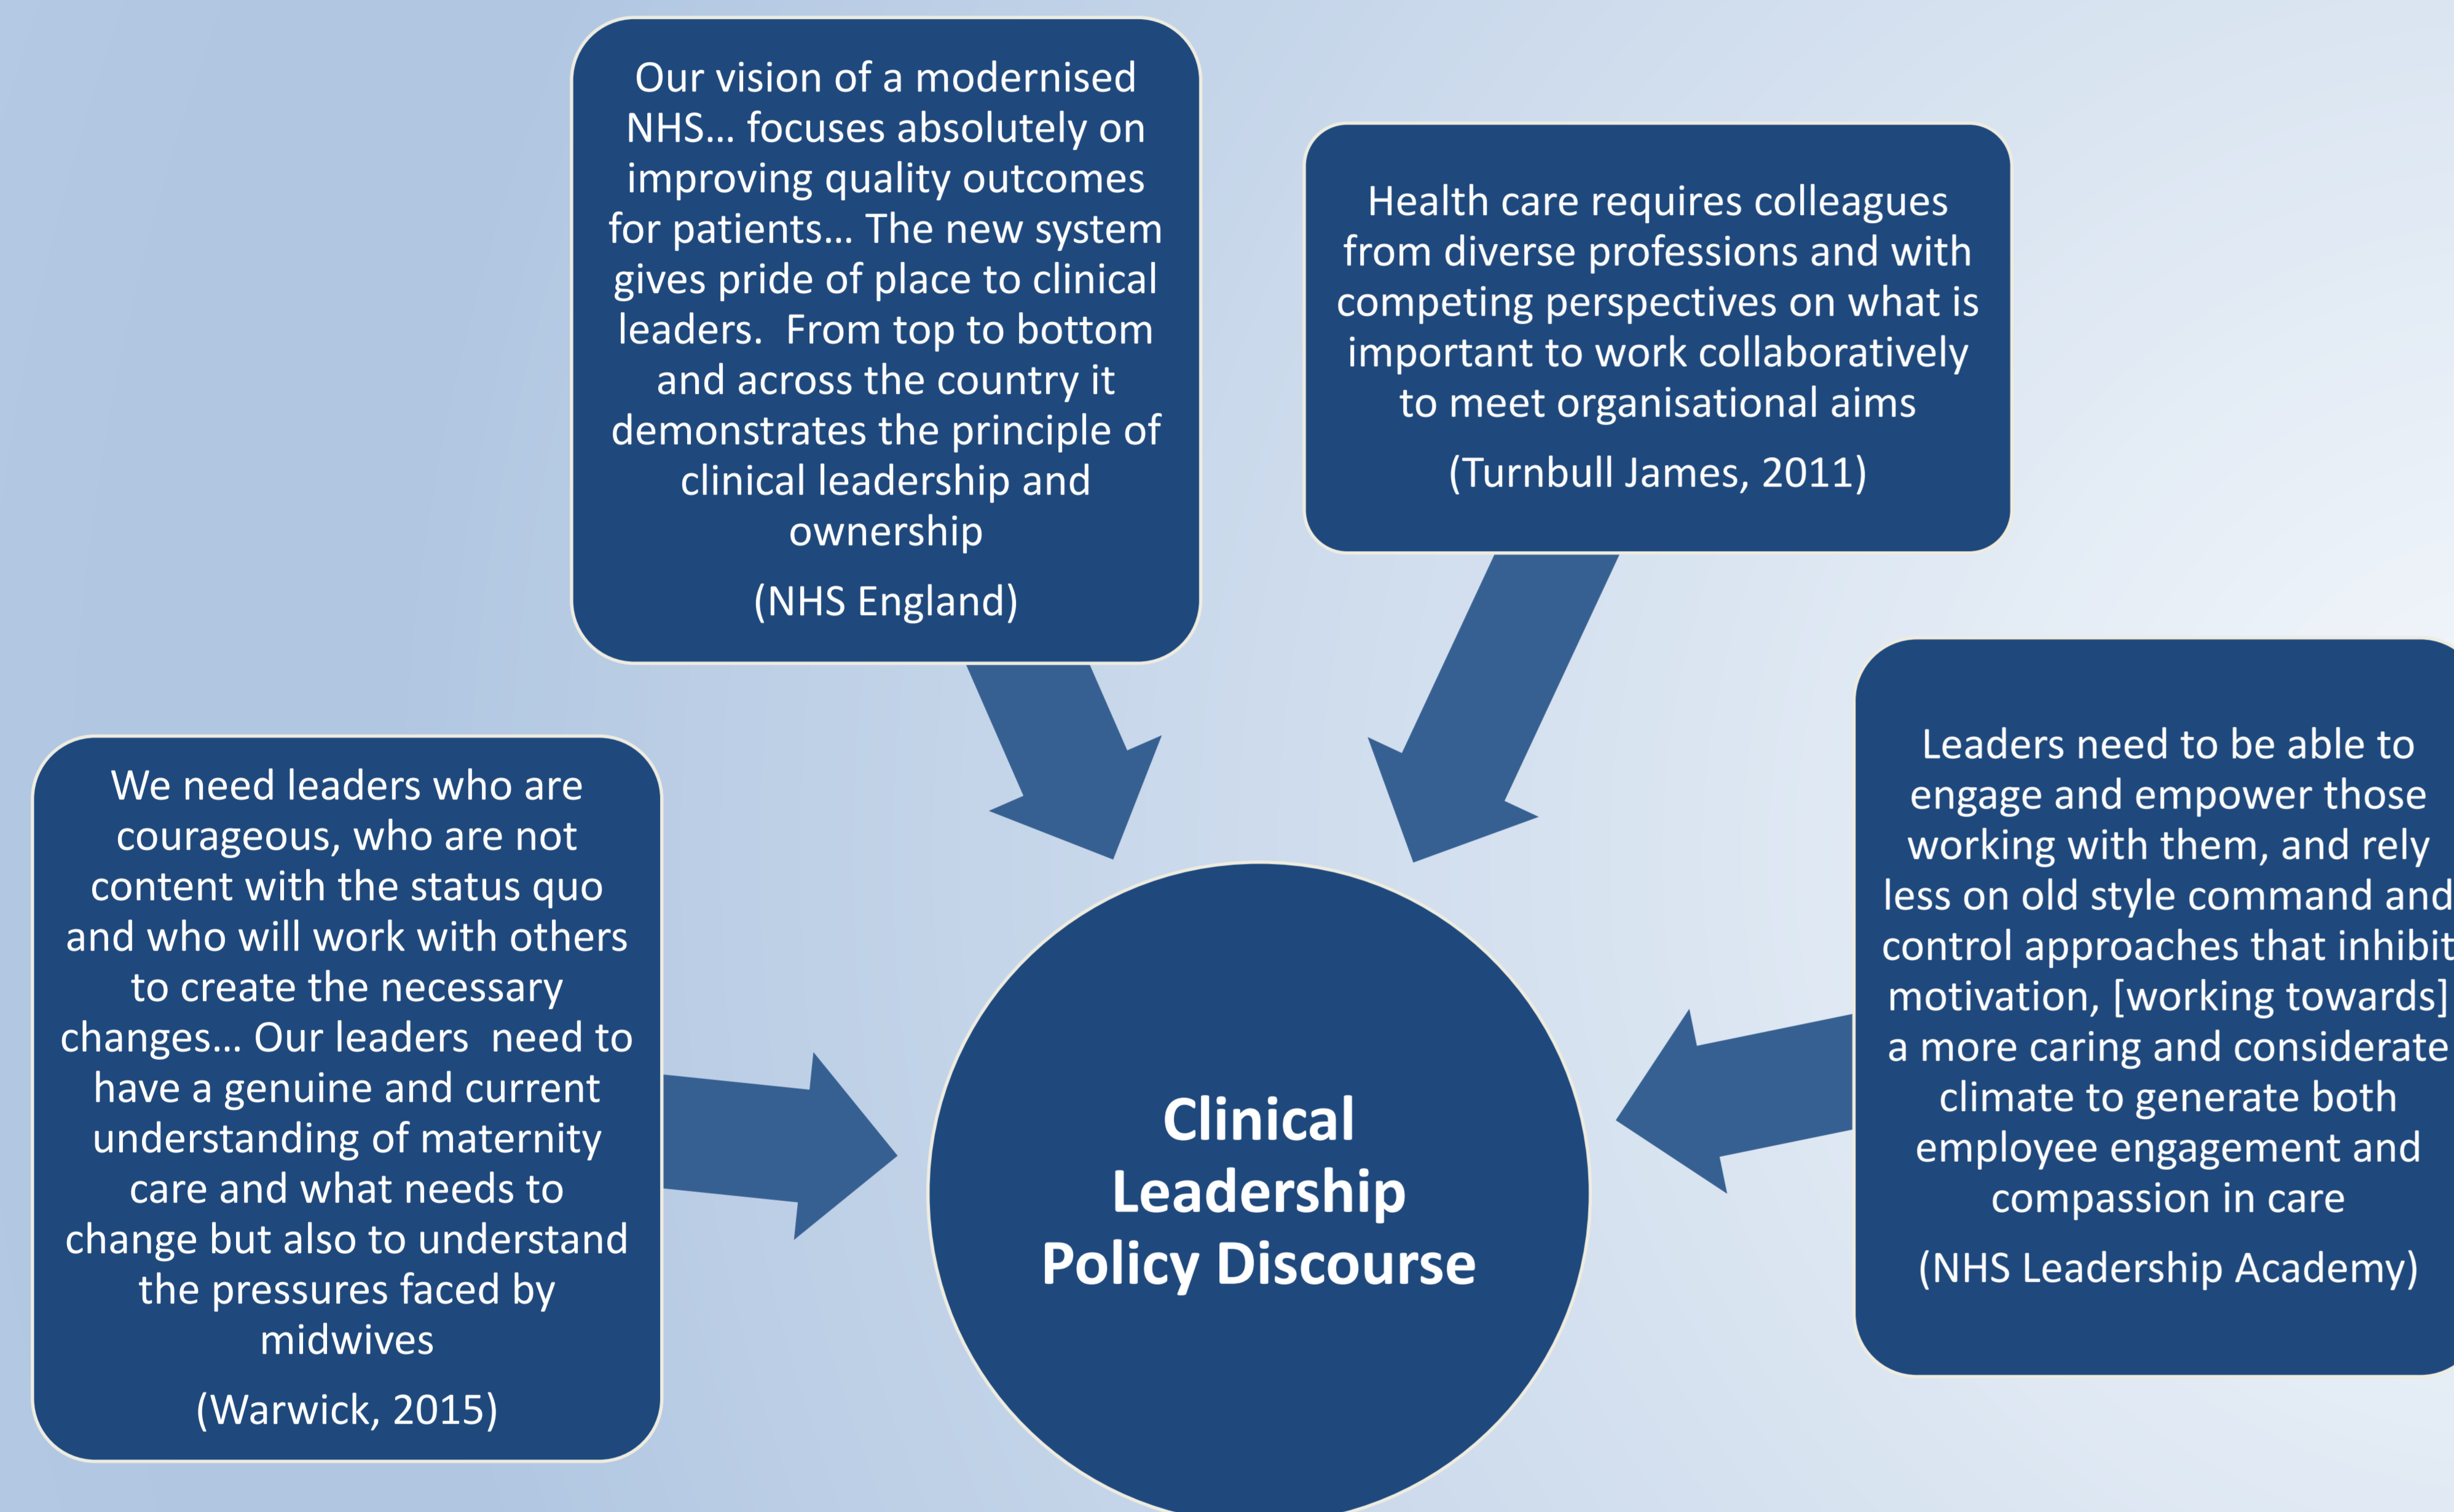 Our vision of a modernised
NHS... focuses absolutely on
improving quality outcomes
for patients... The new system
gives pride of place to clinical
leaders.  From top to bottom
and across the country it
demonstrates the principle of
clinical leadership and
ownership
(NHS England)
Health care requires colleagues
from diverse professions and with
competing perspectives on what is
important to work collaboratively
to meet organisational aims
(Turnbull James, 2011)
We need leaders who are
courageous, who are not
content with the status quo
and who will work with others
to create the necessary
changes... Our leaders  need to
have a genuine and current
understanding of maternity
care and what needs to
change but also to understand
the pressures faced by
midwives
(Warwick, 2015)
Clinical
Leadership
Policy Discourse
Leaders need to be able to
engage and empower those
working with them, and rely
less on old style command and
control approaches that inhibit
motivation, [working towards]
a more caring and considerate
climate to generate both
employee engagement and
compassion in care
(NHS Leadership Academy)